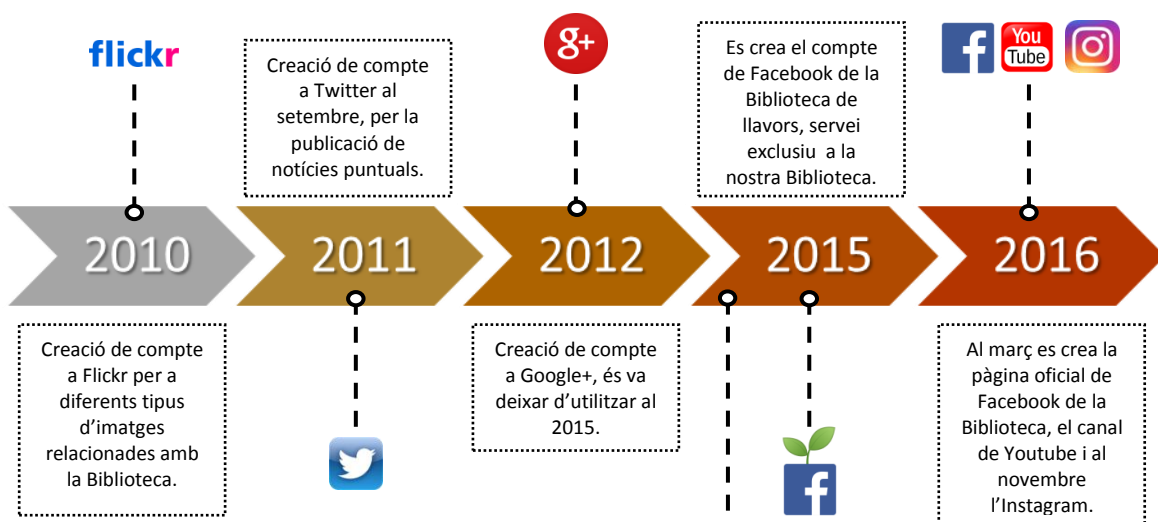 flickr
Creació de compte
a Twitter al
setembre, per la
publicació de
notícies puntuals.
g+
Es crea el compte
de Facebook de la
Biblioteca de
llavors, servei
exclusiu a la
nostra Biblioteca.
f
You
Tube
2010
2011
2012
2015
2016
Creació de compte
a Flickr per a
diferents tipus
d’imatges
relacionades amb
la Biblioteca.
Creació de compte
a Google+, és va
deixar d’utilitzar al
2015.
f
Al març es crea la
pàgina oficial de
Facebook de la
Biblioteca, el canal
de Youtube i al
novembre
l’Instagram.